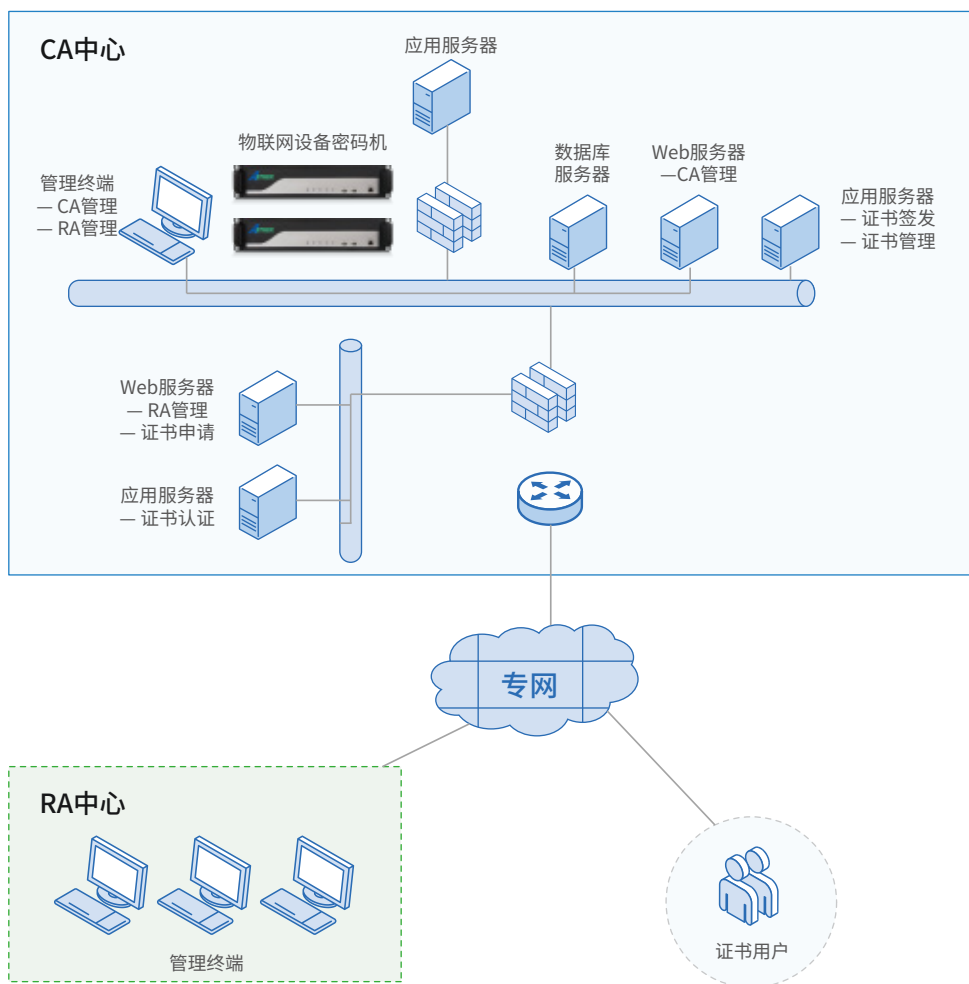 CA中心
应用服务器
物联网设备密码机
管理终端
— CA管理
— RA管理
数据库
服务器
Web服务器
—CA管理
应用服务器
— 证书签发
— 证书管理
Web服务器
— RA管理
— 证书申请
应用服务器
— 证书认证
专网
RA中心
管理终端
证书用户